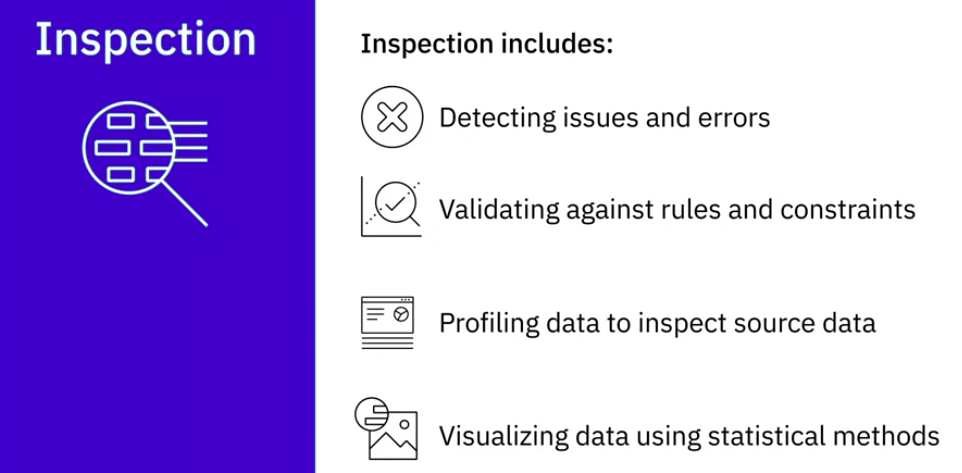 Inspection
Inspection includes:
Detecting issues and errors
Validating against rules and constraints
Profiling data to inspect source data
Visualizing data using statistical methods